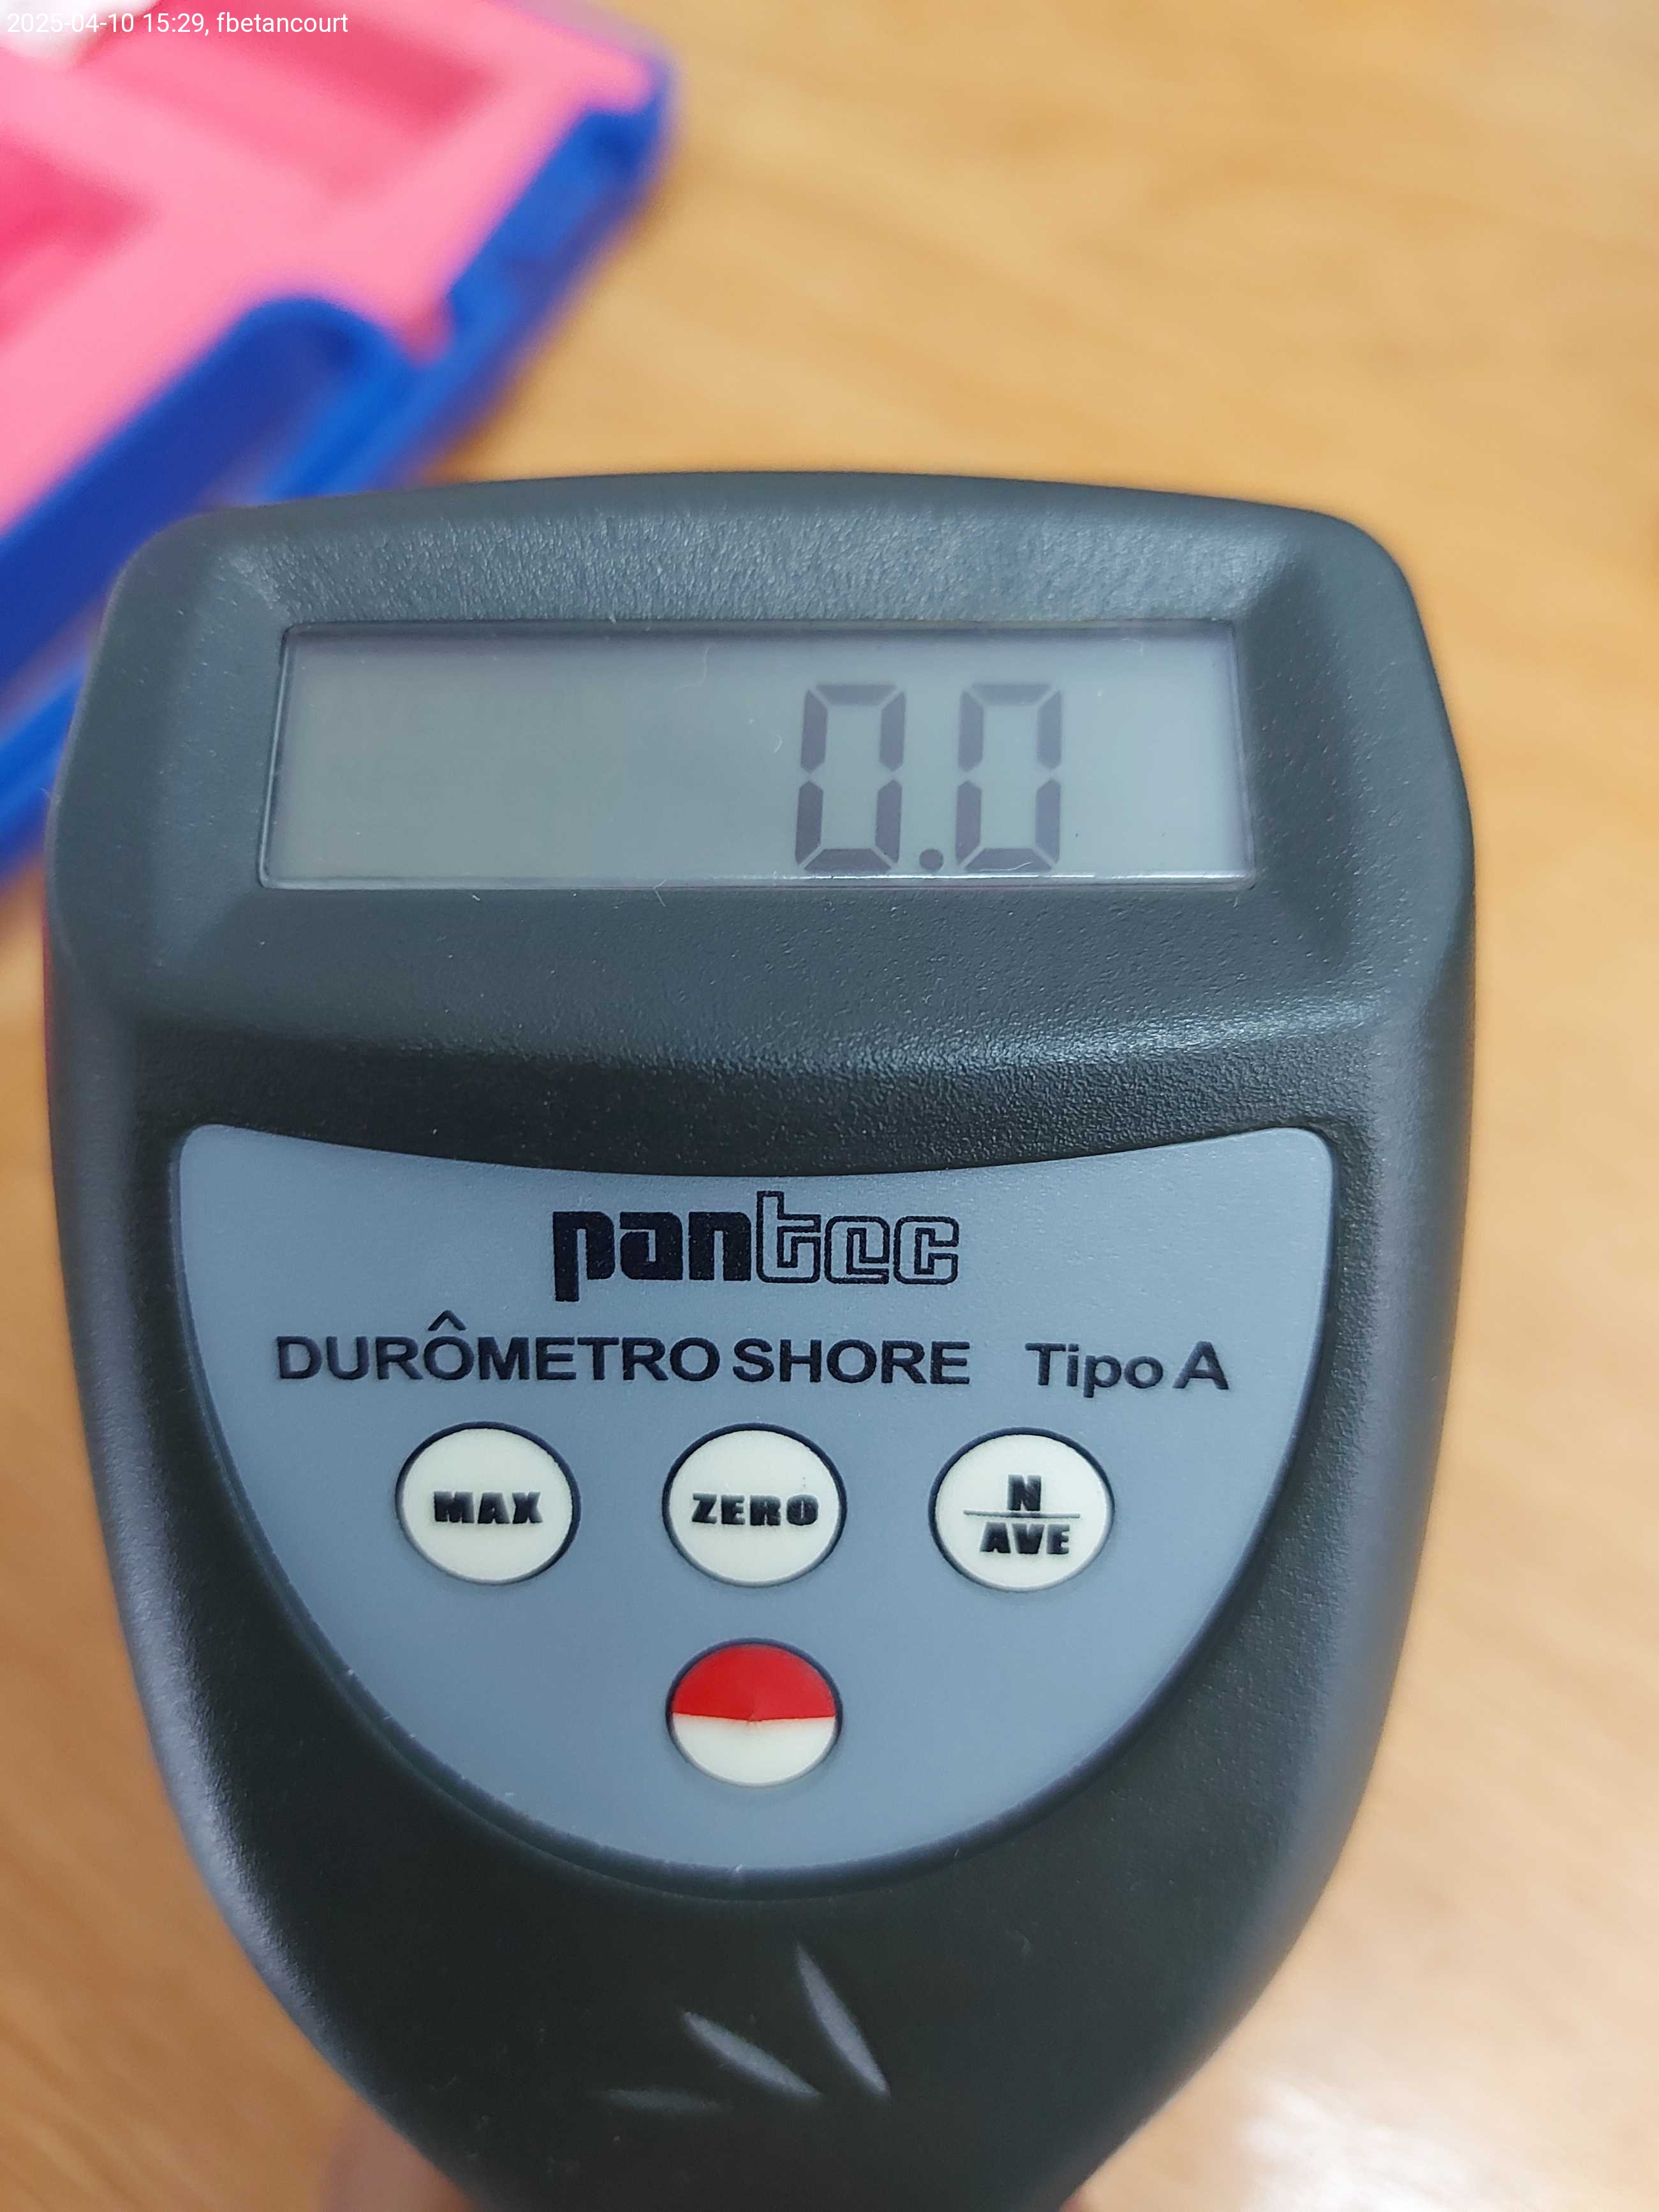 2025-04-10 15:29, fbetancourt
0.0
pantec
DURÔMETRO SHORE Tipo A
MAX
ZERO
N
AVE